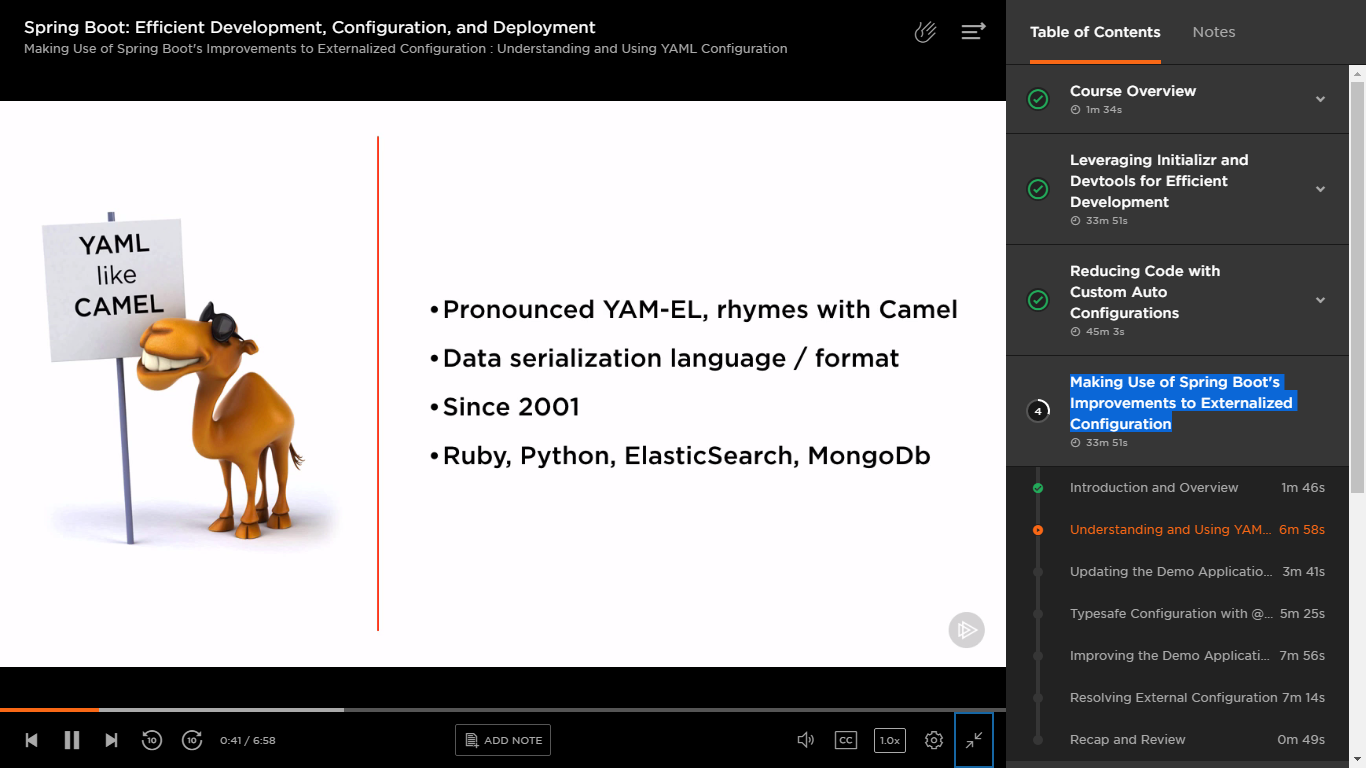 Spring Boot: Efficient Development, Configuration, and Deployment
Making Use of Spring Boot's Improvements to Externalized Configuration : Understanding and Using YAML Configuration
YAML
like
CAMEL
•Pronounced YAM-EL, rhymes with Camel
•Data serialization language / format
•Since 2001
•Ruby, Python, ElasticSearch, MongoDb
10
10
0:41 / 6:58
ADD NOTE
CC
1.0x
Table of Contents
Notes
Course Overview
1m 34s
Leveraging Initializr and
Devtools for Efficient
Development
33m 51s
Reducing Code with
Custom Auto
Configurations
45m 3s
4
Making Use of Spring Boot's
Improvements to Externalized
Configuration
33m 51s
Introduction and Overview 1m 46s
Understanding and Using YAM... 6m 58s
Updating the Demo Applicatio... 3m 41s
Typesafe Configuration with @... 5m 25s
Improving the Demo Applicati... 7m 56s
Resolving External Configuration 7m 14s
Recap and Review 0m 49s